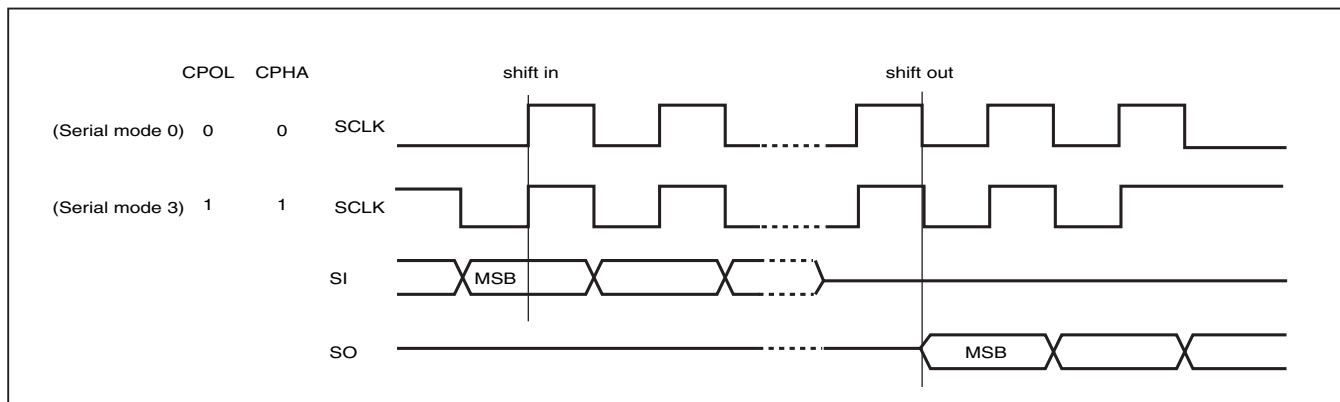 CPOL CPHA shift in shift out
(Serial mode 0) 0 0 SCLK
(Serial mode 3) 1 1 SCLK
SI MSB
SO MSB